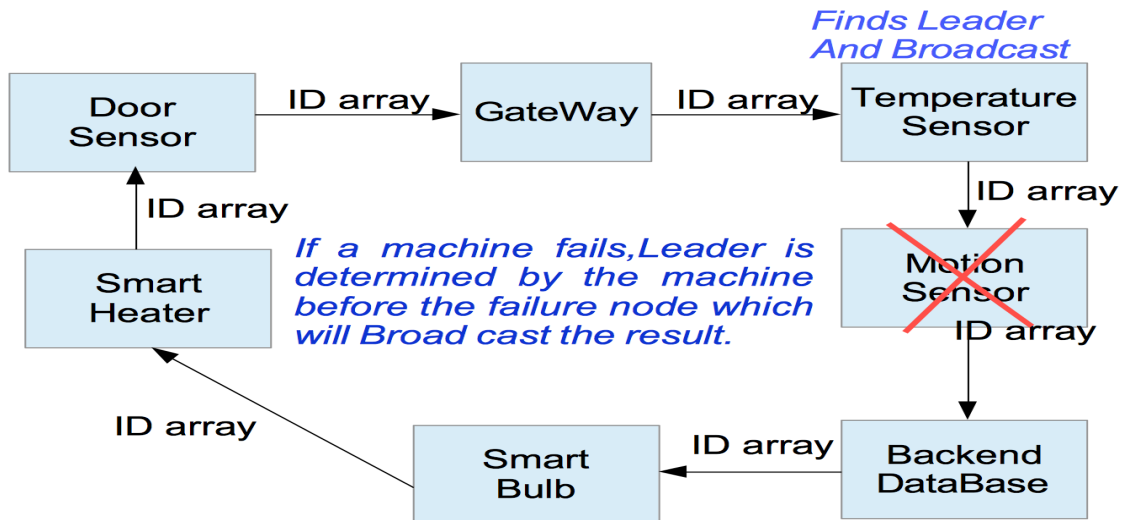 Finds Leader
And Broadcast
Door
Sensor
ID array
GateWay
ID array
Temperature
Sensor
ID array
ID array
Smart
Heater
If a machine fails,Leader is
determined by the machine
before the failure node which
will Broad cast the result.
Motion
Sensor
ID array
ID array
Smart
Bulb
ID array
Backend
DataBase